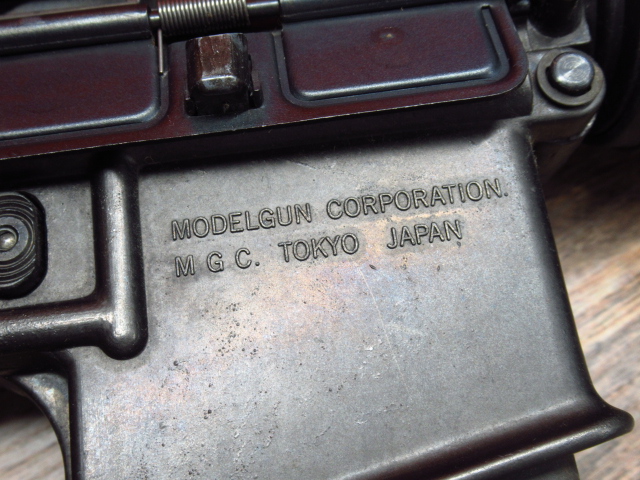 MODELGUN CORPORATION.
M G C. TOKYO JAPAN